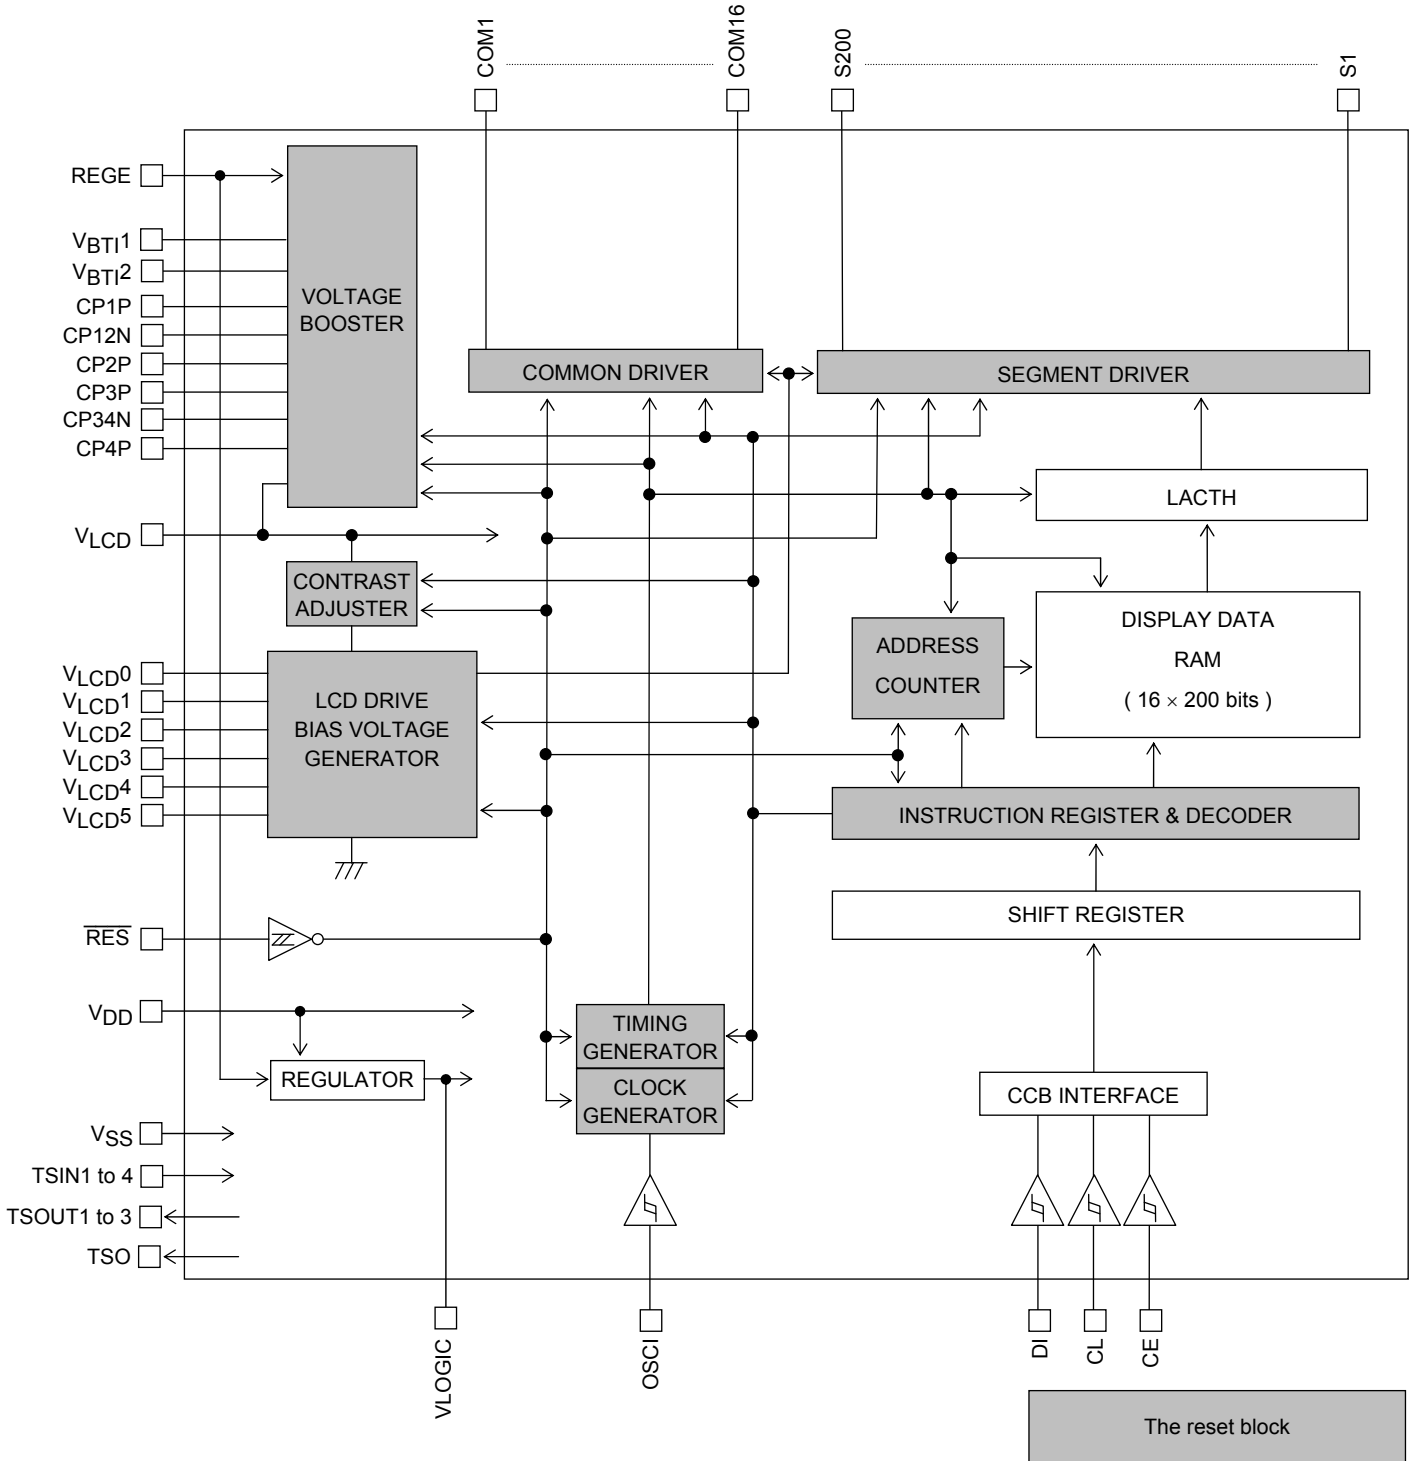 COM1
COM16
S200
S1
REGE
VBTI1
VBTI2
CP1P
CP12N
CP2P
CP3P
CP34N
CP4P
VOLTAGE
BOOSTER
COMMON DRIVER
SEGMENT DRIVER
LACTH
VLCD
CONTRAST
ADJUSTER
ADDRESS
COUNTER
DISPLAY DATA
RAM
( 16 × 200 bits )
VLCD0
VLCD1
VLCD2
VLCD3
VLCD4
VLCD5
LCD DRIVE
BIAS VOLTAGE
GENERATOR
INSTRUCTION REGISTER & DECODER
SHIFT REGISTER
RES
VDD
REGULATOR
TIMING
GENERATOR
CLOCK
GENERATOR
CCB INTERFACE
VSS
TSIN1 to 4
TSOUT1 to 3
TSO
VLOGIC
OSCI
DI
CL
CE
The reset block